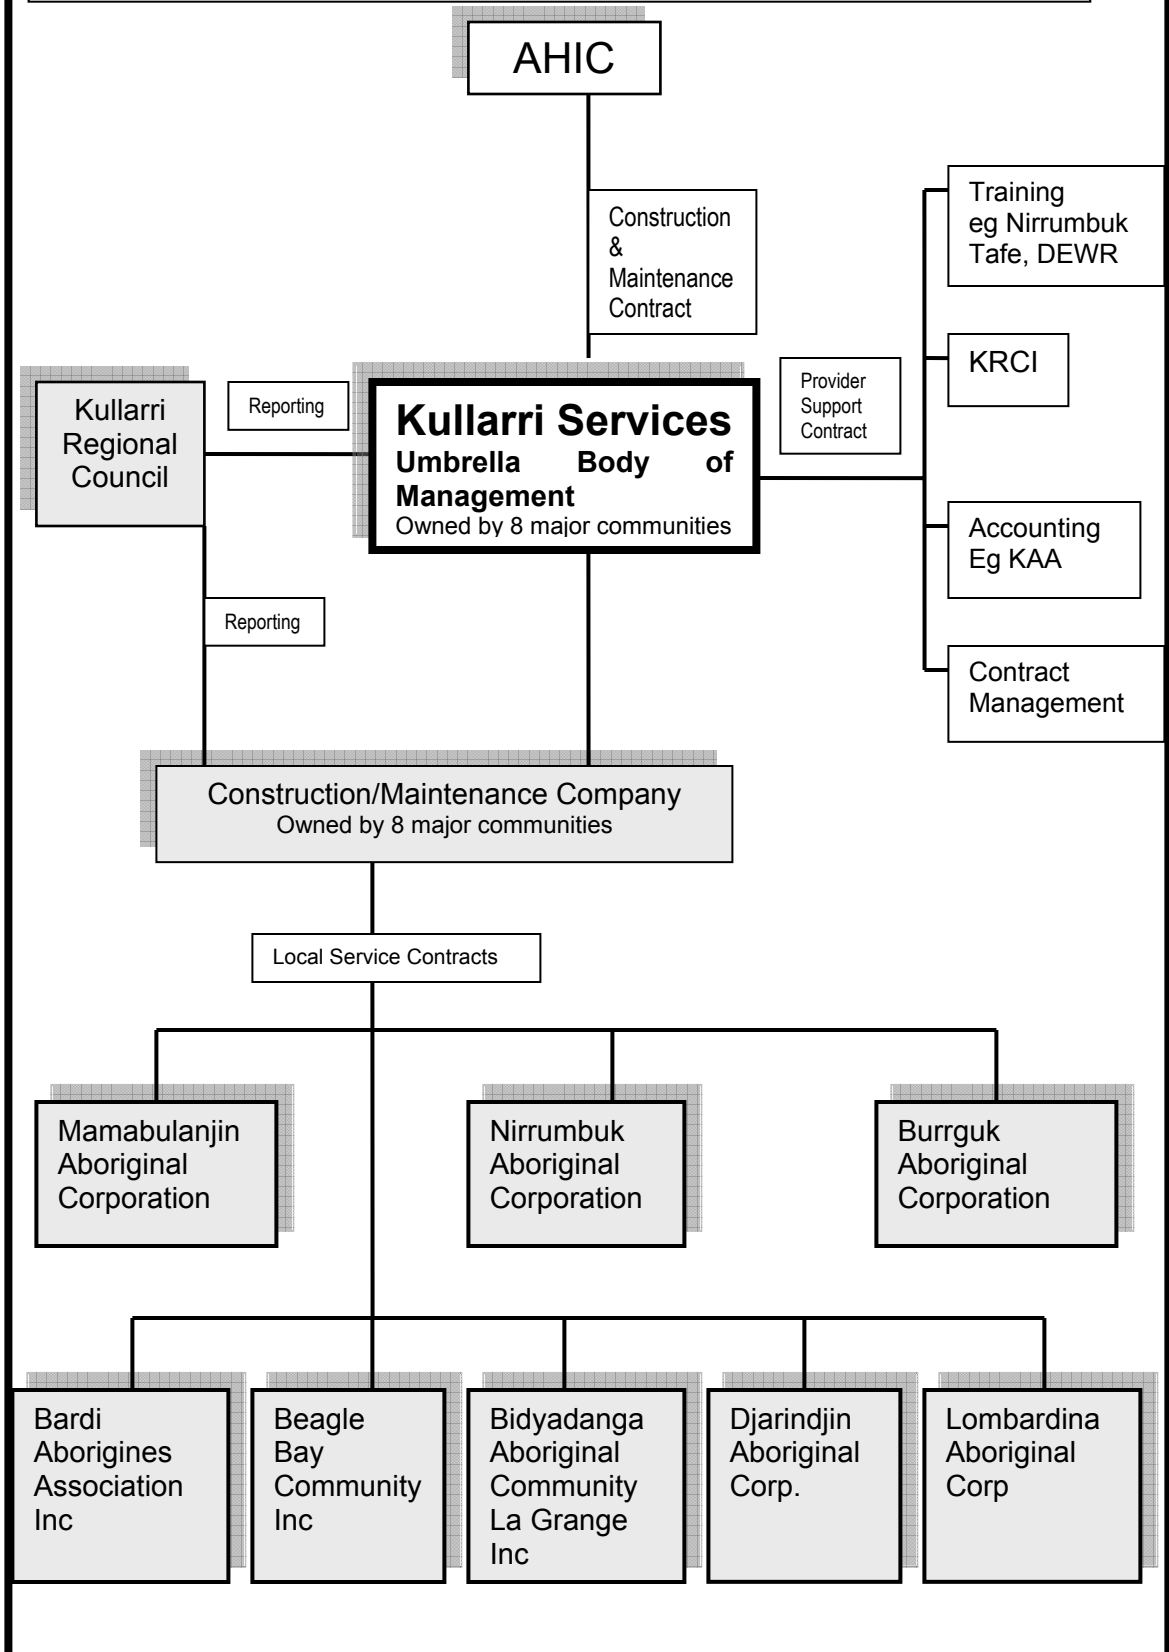 AHIC
Construction
&
Maintenance
Contract
Training
eg Nirrumbuk
Tafe, DEWR
KRCI
Kullarri
Regional
Council
Reporting
Kullarri Services
Umbrella Body of
Management
Owned by 8 major communities
Provider
Support
Contract
Accounting
Eg KAA
Reporting
Contract
Management
Construction/Maintenance Company
Owned by 8 major communities
Local Service Contracts
Mamabulanjin
Aboriginal
Corporation
Nirrumbuk
Aboriginal
Corporation
Burrguk
Aboriginal
Corporation
Bardi
Aborigines
Association
Inc
Beagle
Bay
Community
Inc
Bidyadanga
Aboriginal
Community
La Grange
Inc
Djarindjin
Aboriginal
Corp.
Lombardina
Aboriginal
Corp